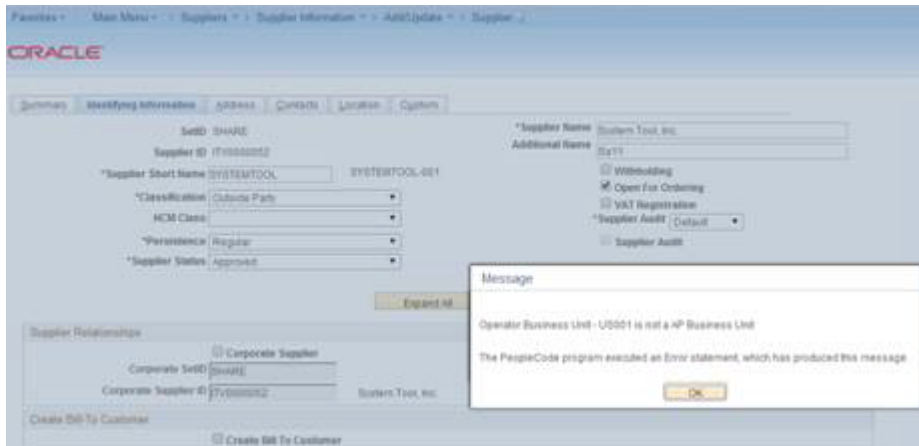 Favorites Main Menu > Suppliers > Supplier Information > Add/Update > Supplier
ORACLE
Summary Identifying Information Address Contacts Location Custom
SetID SHARE
*Supplier Name System Tool, Inc.
Supplier ID ITV0000052
Additional Name
*Supplier Short Name SYSTEMTOOL SYSTEMTOOL-001
Withholding
Open For Ordering
*Classification Outside Party
VAT Registration
HCM Class
*Supplier Audit Default
*Persistence Regular
Supplier Audit
*Supplier Status Approved
Expand All
Message
Operator Business Unit - US001 is not a AP Business Unit
The PeopleCode program executed an Error statement, which has produced this message.
OK
Supplier Relationships
Corporate Supplier
Corporate SetID SHARE
Corporate Supplier ID ITV0000052 System Tool, Inc.
Create Bill-To Customer
Create Bill To Customer